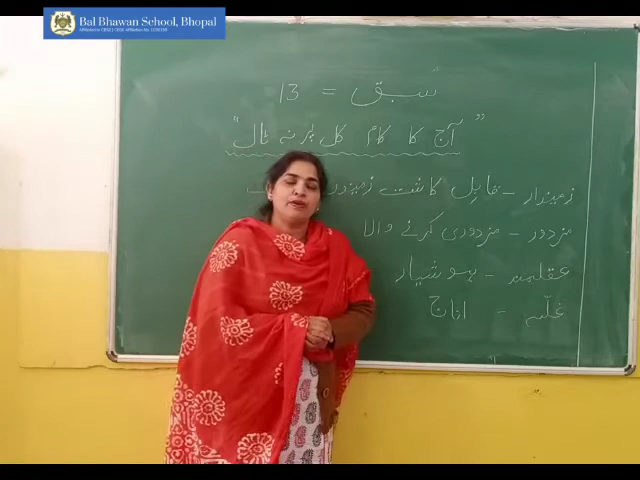 Bal Bhawan School, Bhopal
سبق = 13
"آج کا کام کل پر نہ ٹال"
زمیندار - قابل کاشت زمین
مزدور - مزدوری کرنے والا
عقلمند - ہوشیار
غلّہ - اناج